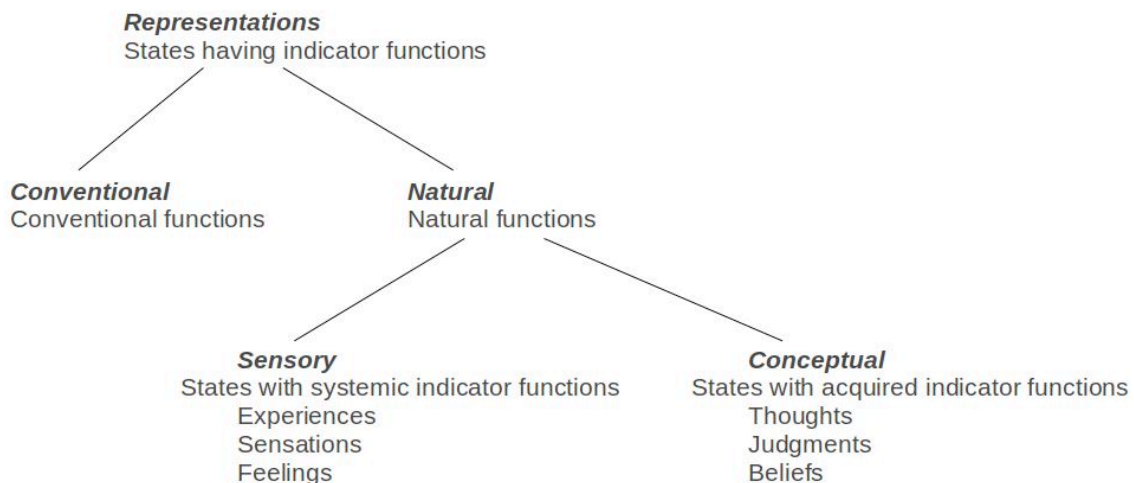 Representations
States having indicator functions
Conventional
Conventional functions
Natural
Natural functions
Sensory
States with systemic indicator functions
Experiences
Sensations
Feelings
Conceptual
States with acquired indicator functions
Thoughts
Judgments
Beliefs